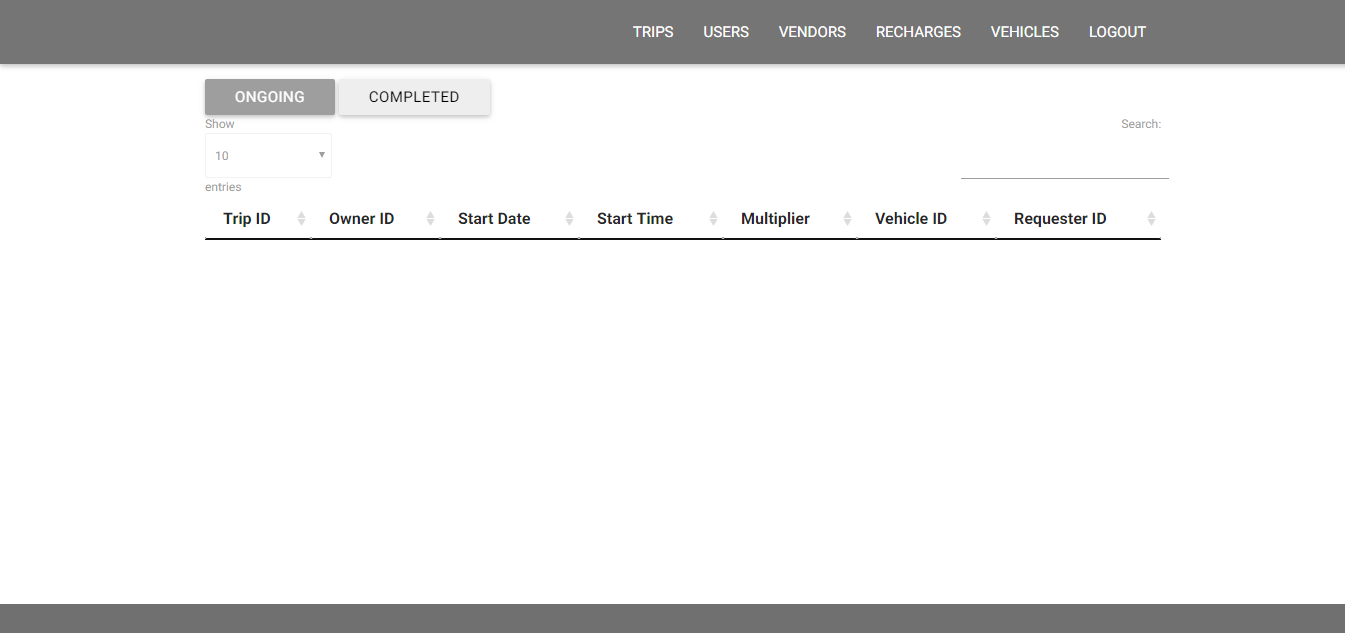 TRIPS USERS VENDORS RECHARGES VEHICLES LOGOUT
ONGOING COMPLETED
Show Search:
10
entries
Trip ID Owner ID Start Date Start Time Multiplier Vehicle ID Requester ID